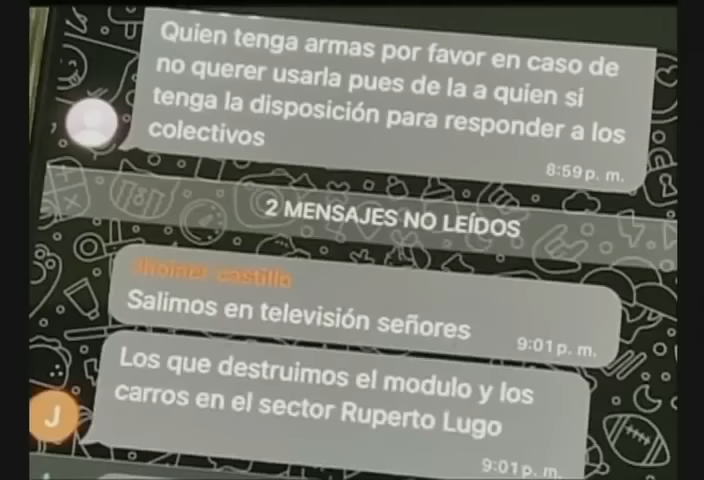 Quien tenga armas por favor en caso de
no querer usarla pues de la a quien si
tenga la disposición para responder a los
colectivos
8:59 p. m.
2 MENSAJES NO LEÍDOS
Jhoiner castillo
Salimos en televisión señores
9:01 p. m.
Los que destruimos el modulo y los
carros en el sector Ruperto Lugo
J
9:01 p. m.